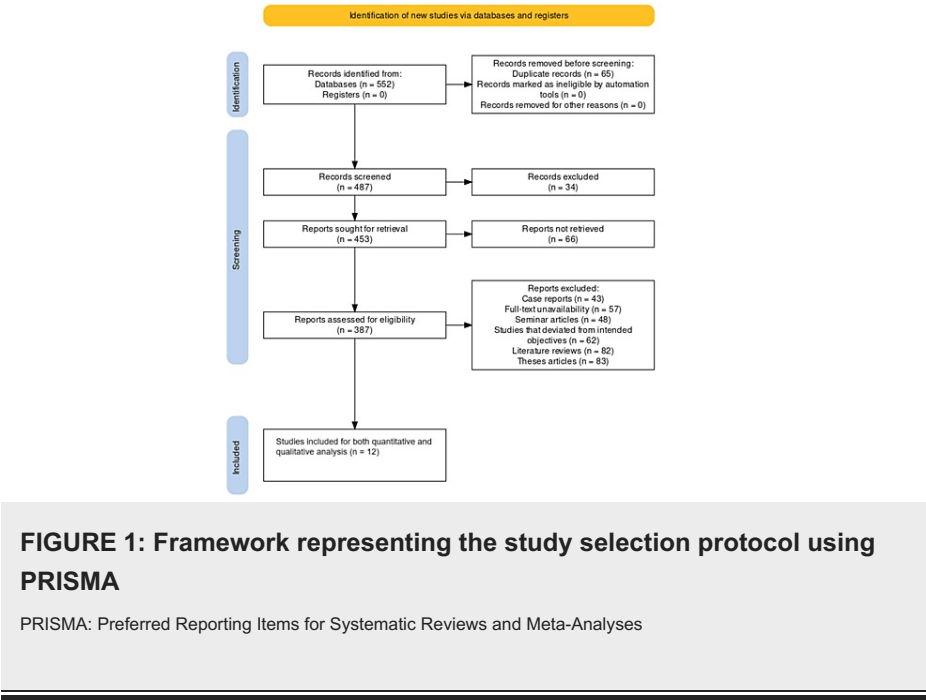 Identification of new studies via databases and registers
Identification
Records identified from:
Databases (n = 552)
Registers (n = 0)
Records removed before screening:
Duplicate records (n = 65)
Records marked as ineligible by automation
tools (n = 0)
Records removed for other reasons (n = 0)
Screening
Records screened
(n = 487)
Records excluded
(n = 34)
Reports sought for retrieval
(n = 453)
Reports not retrieved
(n = 66)
Reports assessed for eligibility
(n = 387)
Reports excluded:
Case reports (n = 43)
Full-text unavailability (n = 57)
Seminar articles (n = 48)
Studies that deviated from intended
objectives (n = 62)
Literature reviews (n = 82)
Theses articles (n = 83)
Included
Studies included for both quantitative and
qualitative analysis (n = 12)
FIGURE 1: Framework representing the study selection protocol using
PRISMA
PRISMA: Preferred Reporting Items for Systematic Reviews and Meta-Analyses